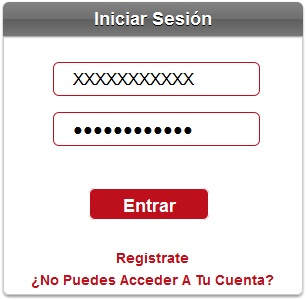 Iniciar Sesión
XXXXXXXXXXX
●●●●●●●●●●●●
Entrar
Registrate
¿No Puedes Acceder A Tu Cuenta?